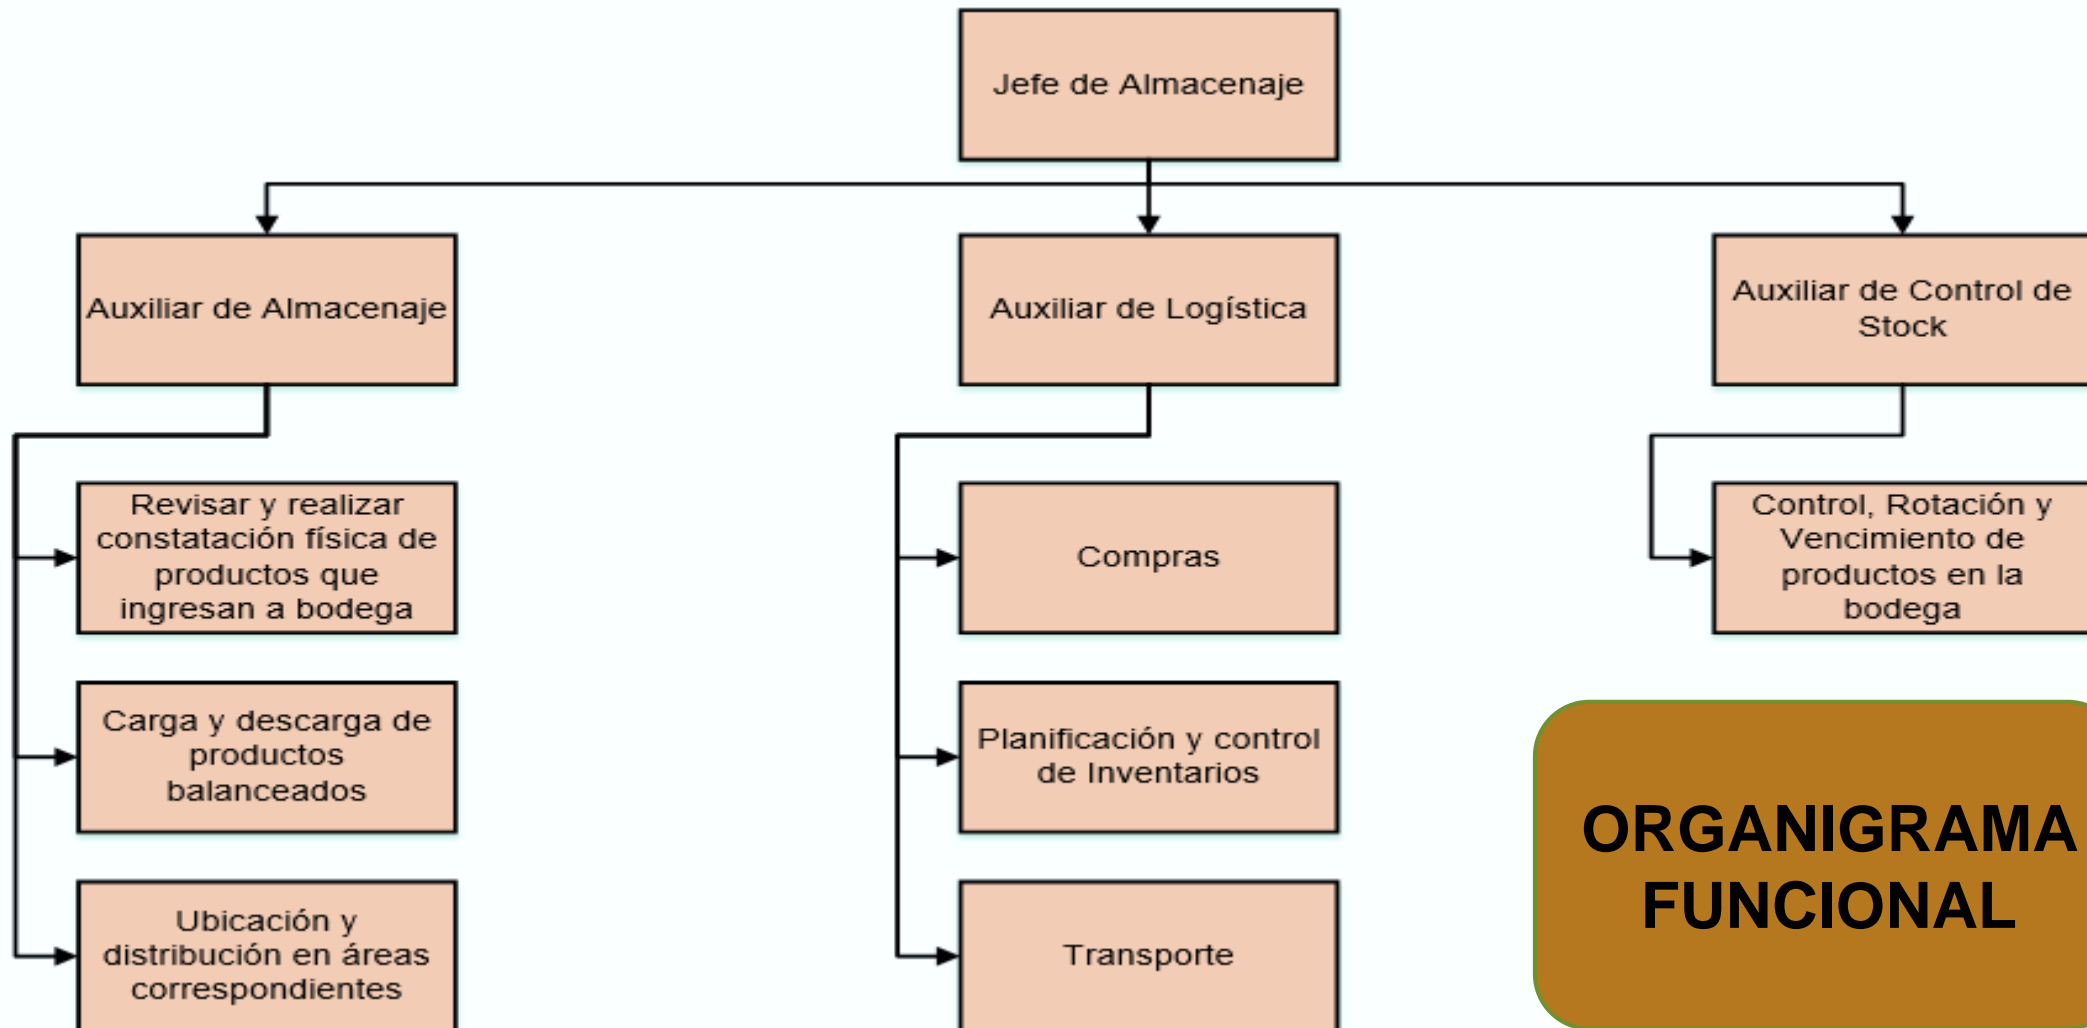 Jefe de Almacenaje
Auxiliar de Almacenaje
Auxiliar de Logística
Auxiliar de Control de
Stock
Revisar y realizar
constatación física de
productos que
ingresan a bodega
Compras
Control, Rotación y
Vencimiento de
productos en la
bodega
Carga y descarga de
productos
balanceados
Planificación y control
de Inventarios
Ubicación y
distribución en áreas
correspondientes
Transporte
ORGANIGRAMA
FUNCIONAL